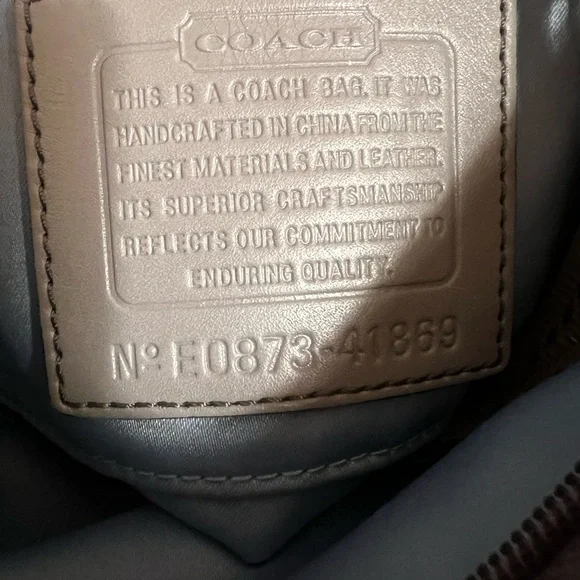 COACH
THIS IS A COACH BAG. IT WAS
HANDCRAFTED IN CHINA FROM THE
FINEST MATERIALS AND LEATHER.
ITS SUPERIOR CRAFTSMANSHIP
REFLECTS OUR COMMITMENT TO
ENDURING QUALITY.
Nº E0873-41869